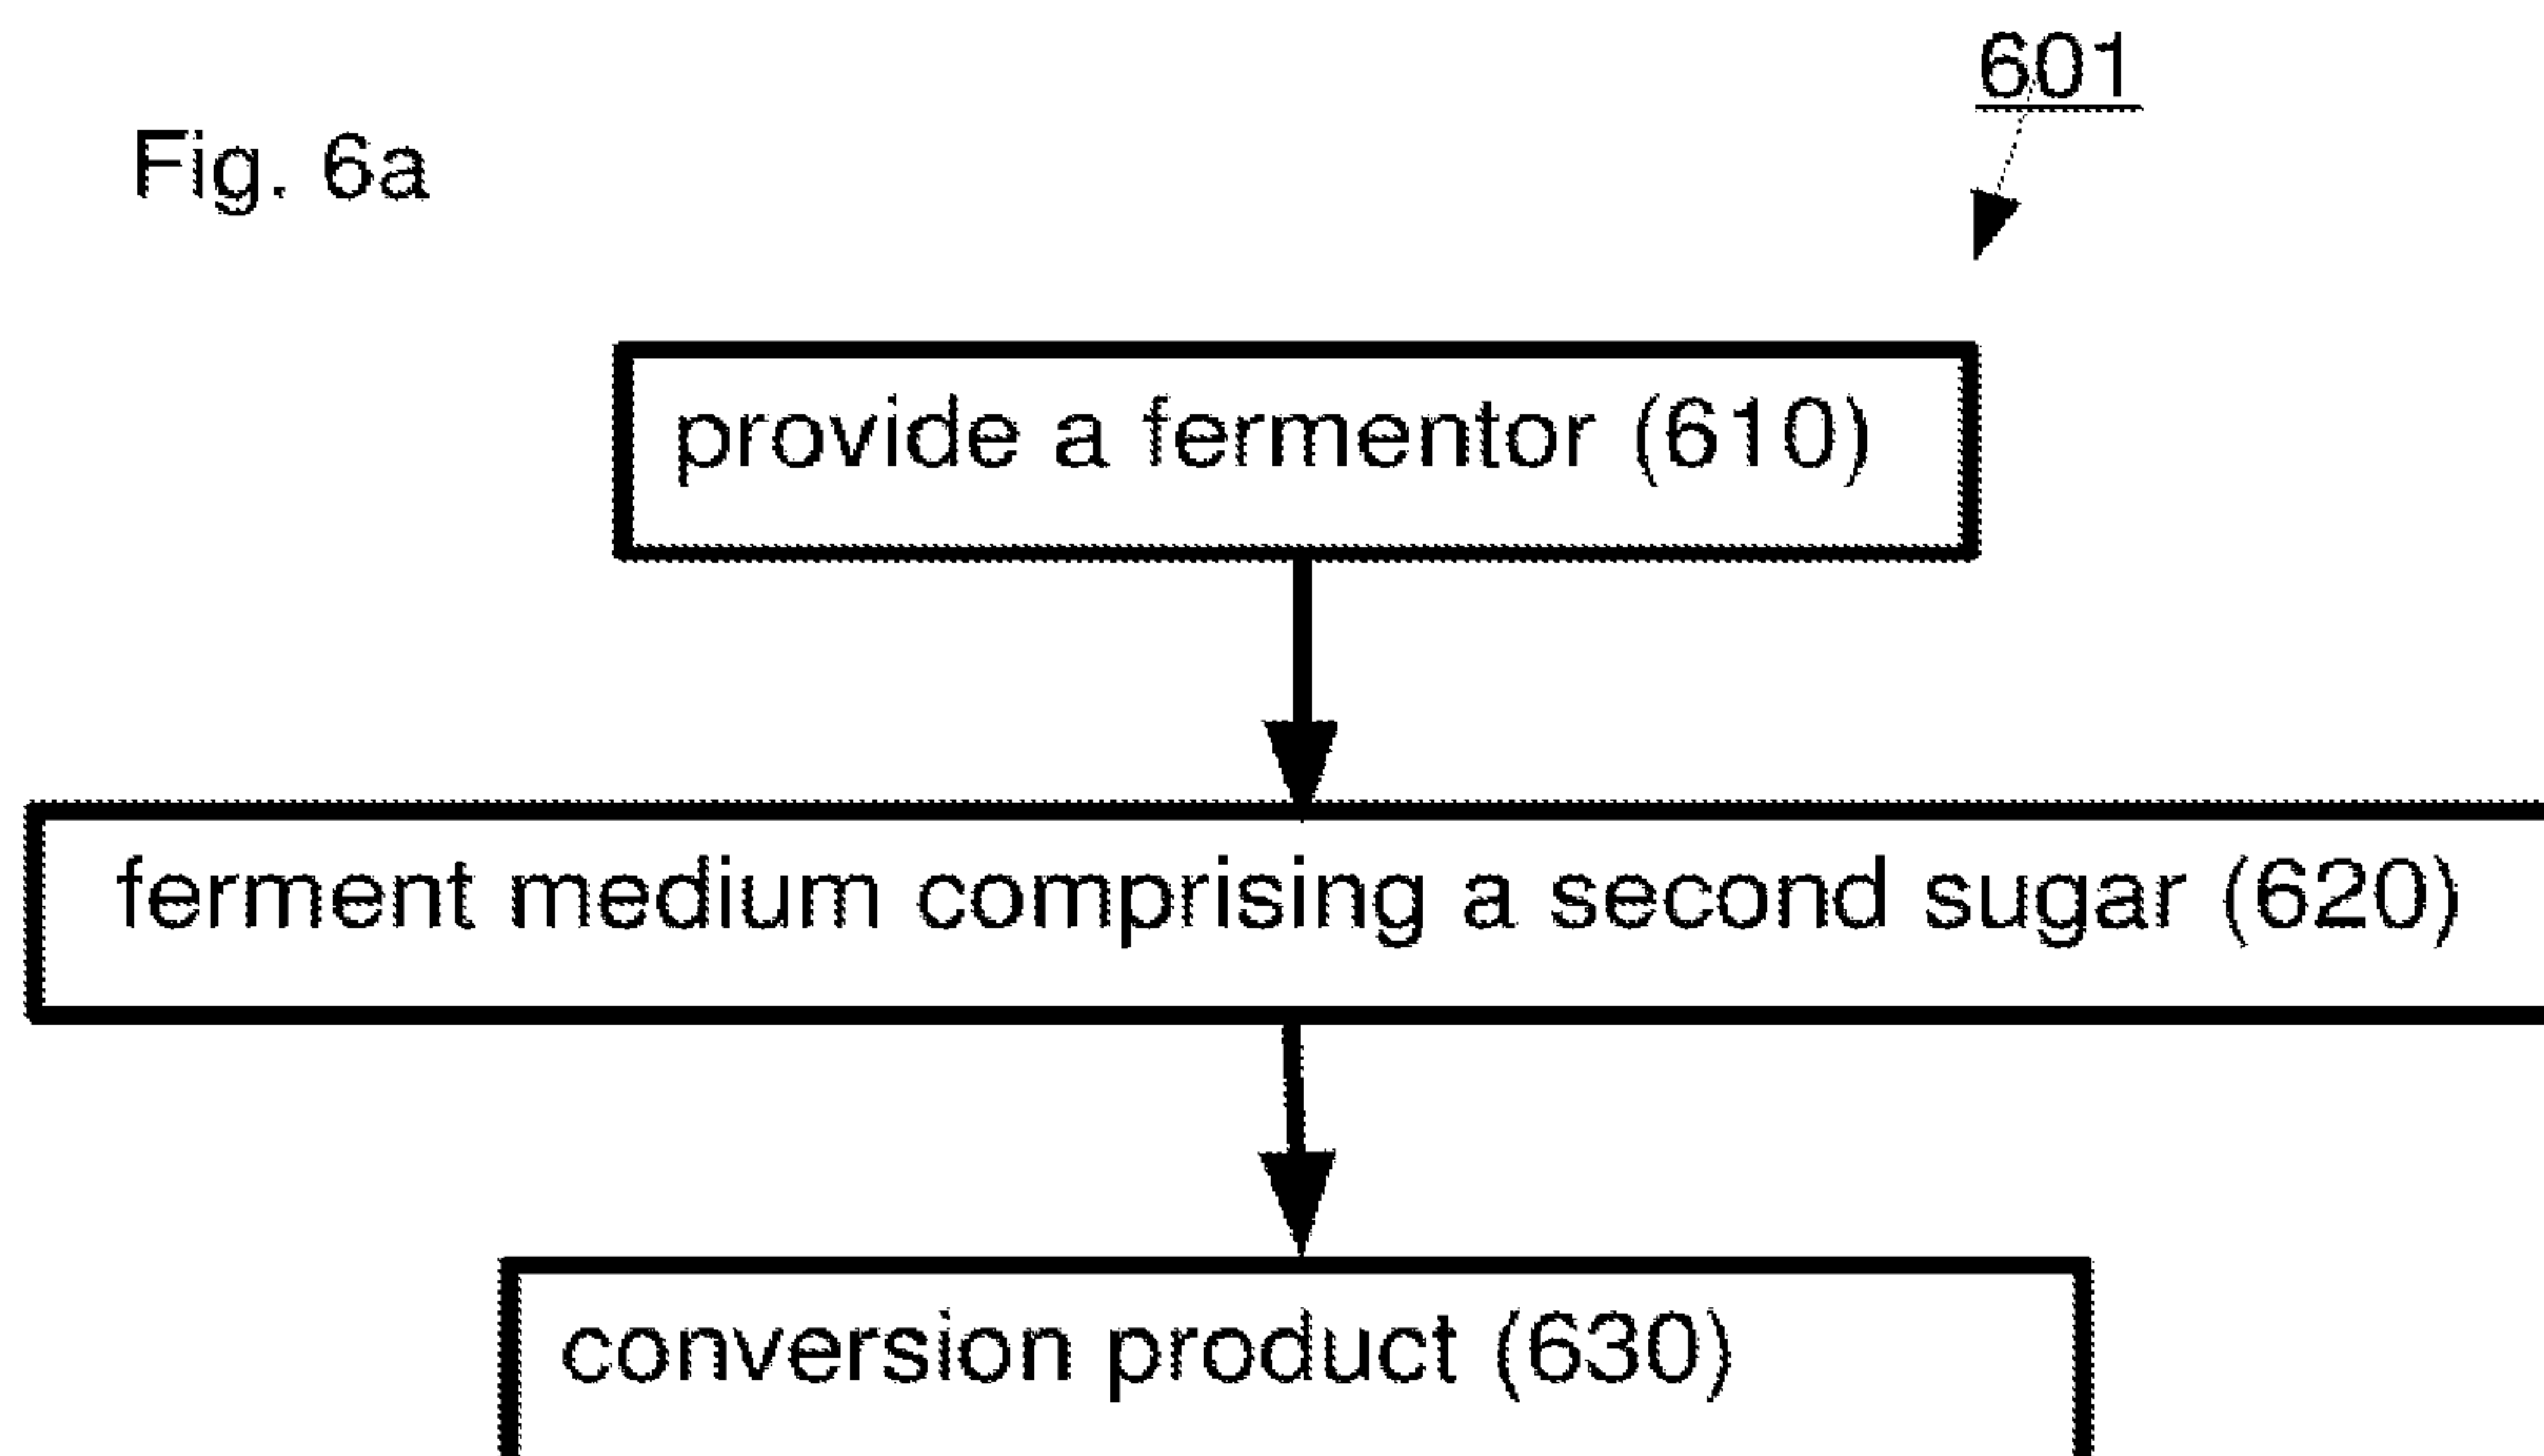 601
Fig. 6a
provide a fermentor (610)
ferment medium comprising a second sugar (620)
conversion product (630)